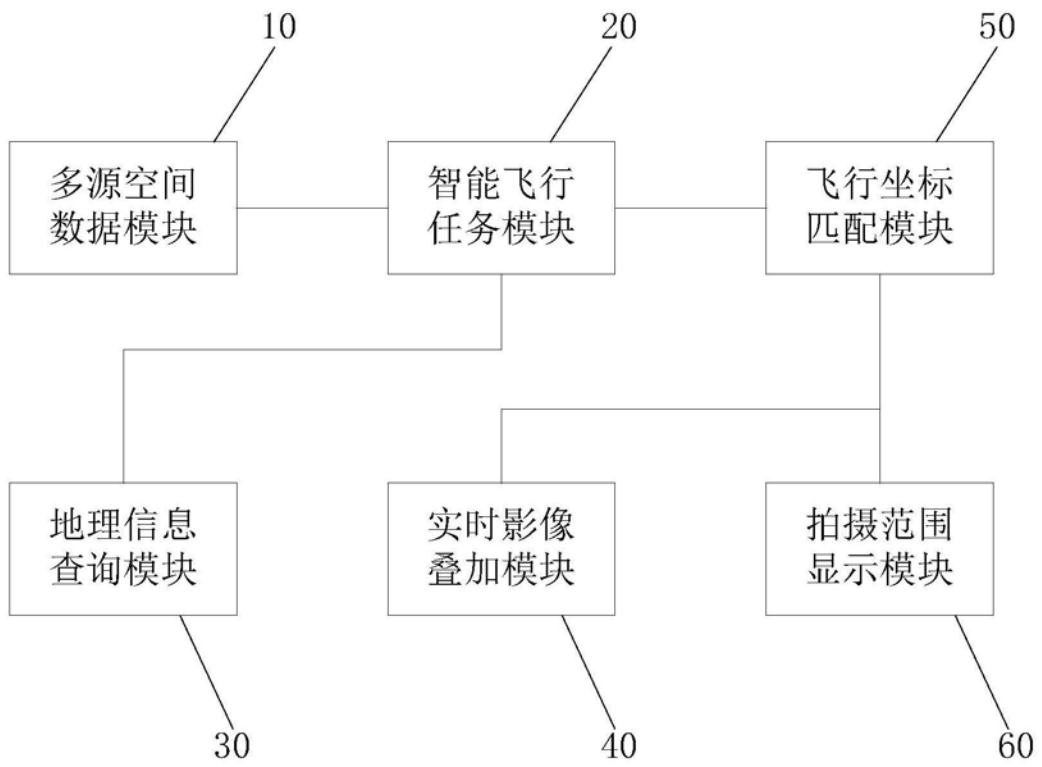 10
20
50
多源空间
数据模块
智能飞行
任务模块
飞行坐标
匹配模块
地理信息
查询模块
实时影像
叠加模块
拍摄范围
显示模块
30
40
60